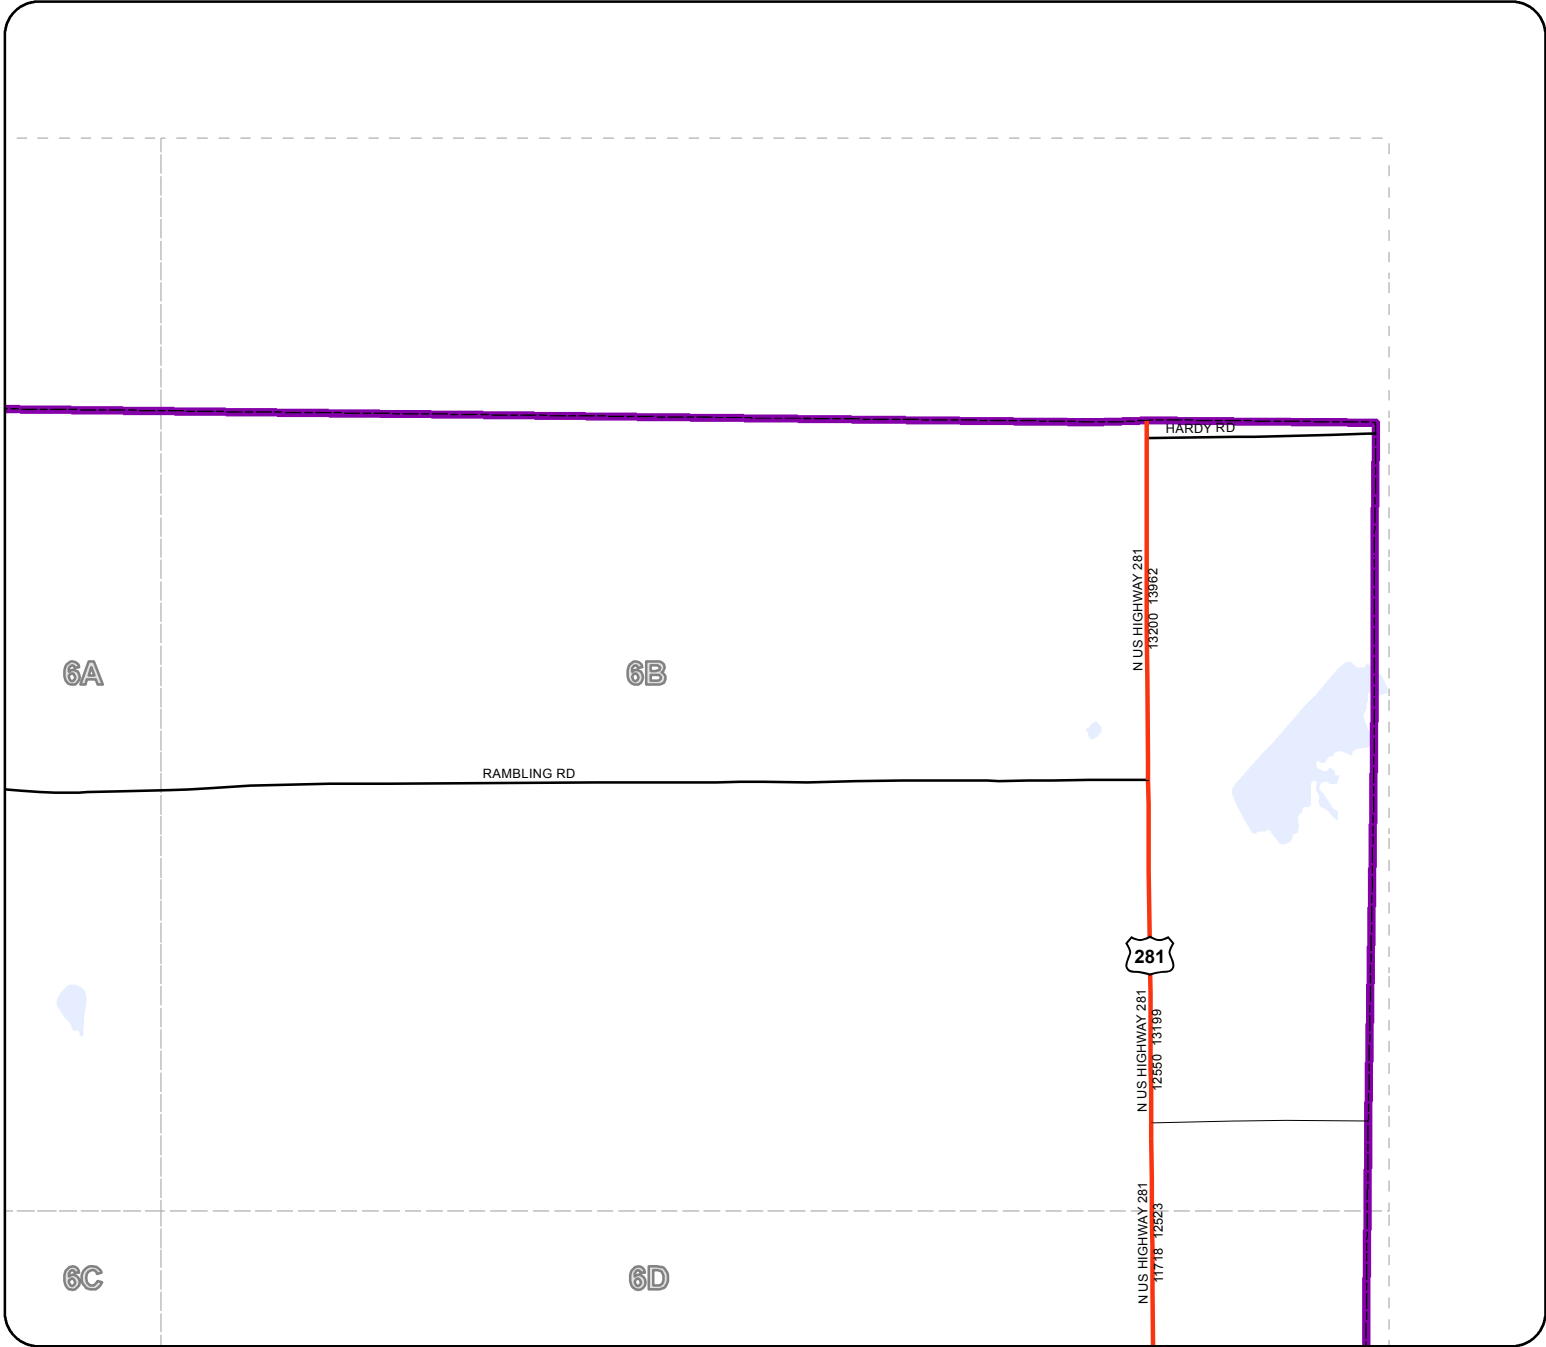 HARDY RD
N US HIGHWAY 281
13200 13962
6A
6B
RAMBLING RD
281
N US HIGHWAY 281
12550 13199
N US HIGHWAY 281
11718 12523
6C
6D